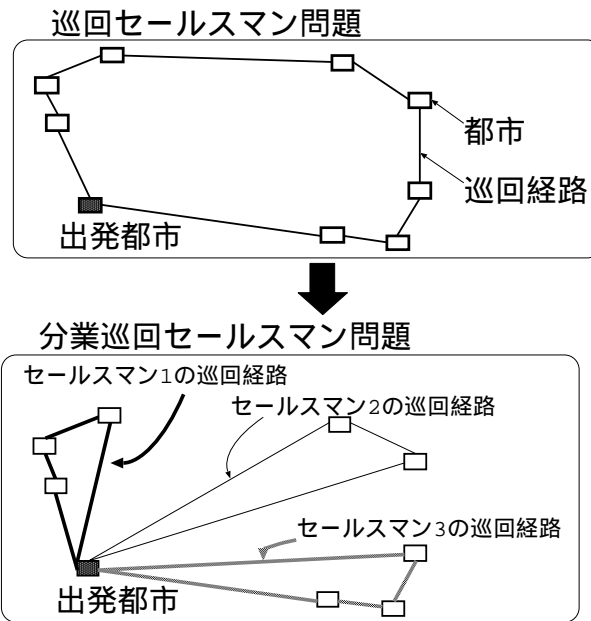 巡回セールスマン問題
都市
巡回経路
出発都市
分業巡回セールスマン問題
セールスマン1の巡回経路
セールスマン2の巡回経路
セールスマン3の巡回経路
出発都市